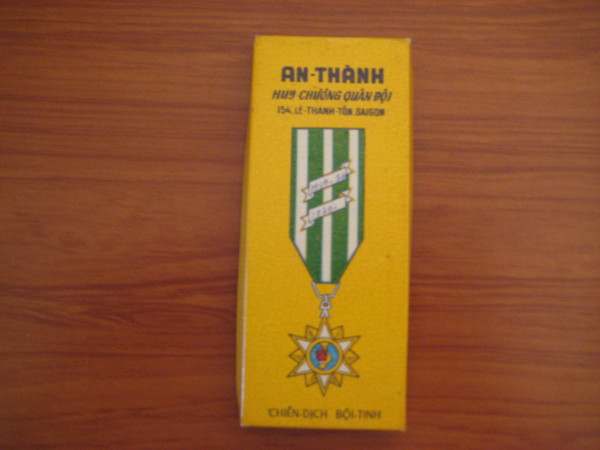 AN-THÀNH
HUY-CHƯƠNG QUÂN ĐỘI
154, LÊ-THÁNH-TÔN SAIGON
CHIẾN-DỊCH BỘI-TINH